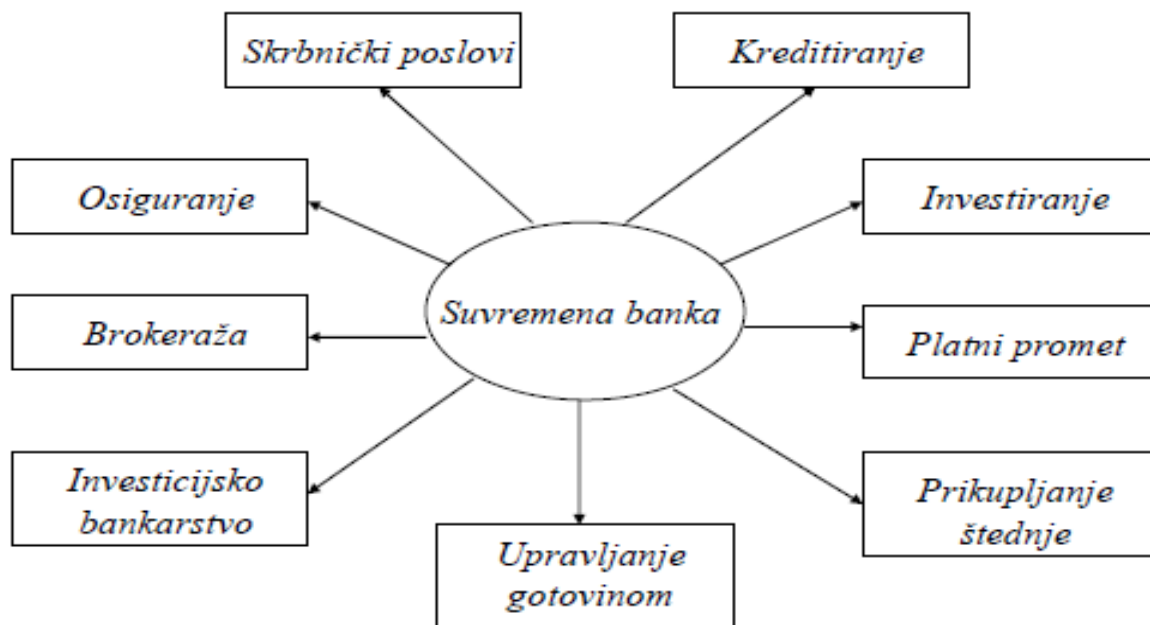 Skrbnički poslovi
Kreditiranje
Osiguranje
Investiranje
Suvremena banka
Brokeraža
Platni promet
Investicijsko
bankarstvo
Prikupljanje
štednje
Upravljanje
gotovinom